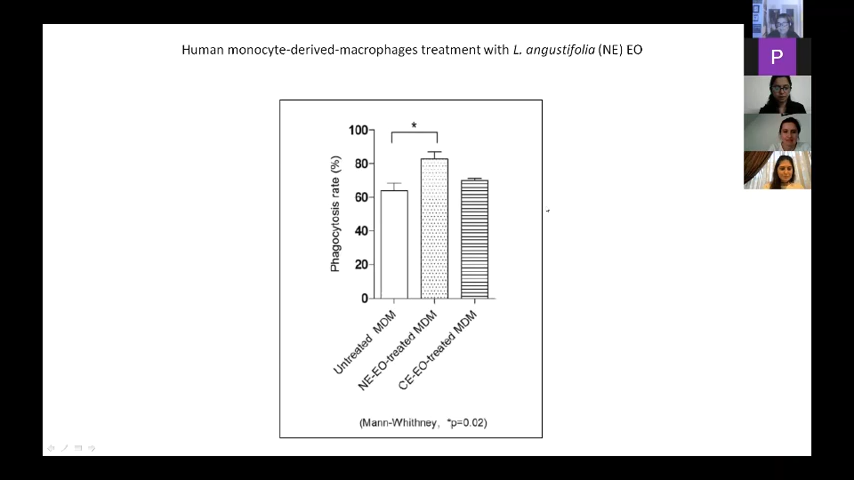 Human monocyte-derived-macrophages treatment with L. angustifolia (NE) EO
P
*
100
80
60
40
20
0
Phagocytosis rate (%)
Untreated MDM
NE-EO-treated MDM
CE-EO-treated MDM
(Mann-Whithney, *p=0.02)